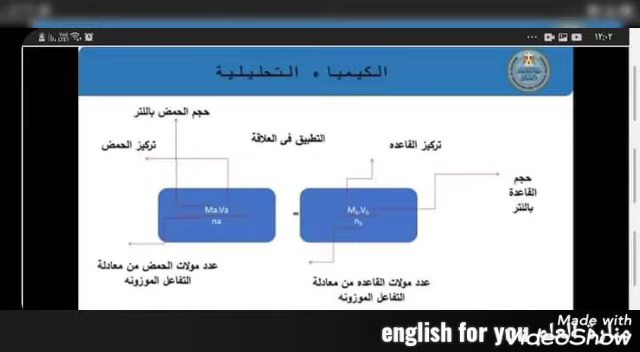 ١٢:٠٢
الكيمياء التحليلية
حجم الحمض باللتر
التطبيق فى العلاقة
تركيز الحمض
تركيز القاعده
حجم
القاعدة
باللتر
Ma.Va
na
=
Mb.Vb
nb
عدد مولات الحمض من معادلة
التفاعل الموزونه
عدد مولات القاعده من معادلة
التفاعل الموزونه
Made with
VideoShow
english for you منارة العلم